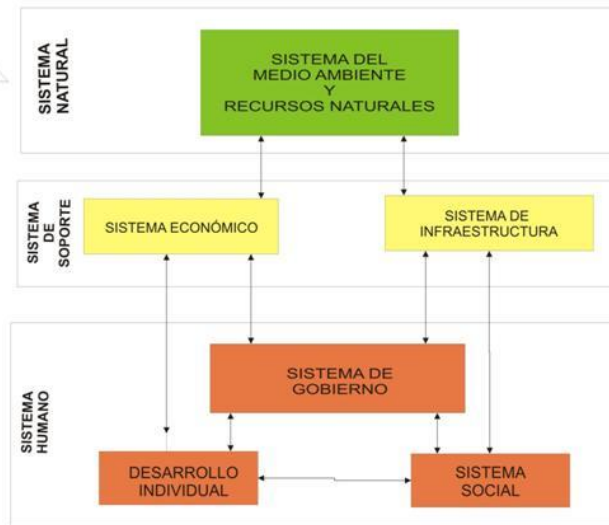 SISTEMA
NATURAL
SISTEMA DEL
MEDIO AMBIENTE
Y
RECURSOS NATURALES
SISTEMA
DE
SOPORTE
SISTEMA ECONÓMICO
SISTEMA DE
INFRAESTRUCTURA
SISTEMA
HUMANO
SISTEMA DE
GOBIERNO
DESARROLLO
INDIVIDUAL
SISTEMA
SOCIAL